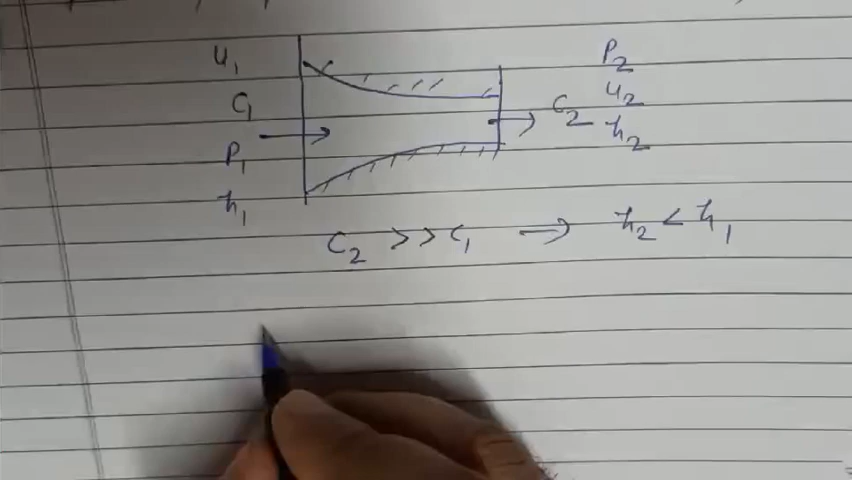 u₁
C₁
P₁
h₁
P₂
C₂ u₂
h₂
C₂ >> C₁ → h₂ < h₁